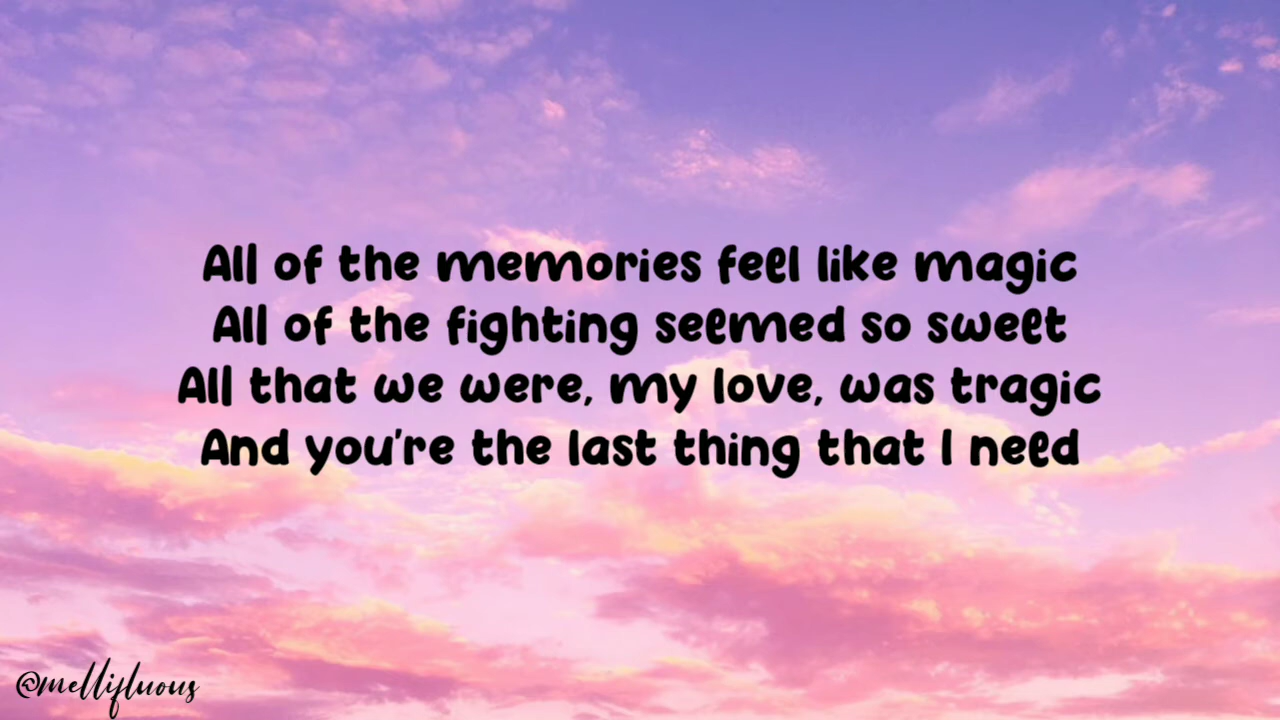 All of the memories feel like magic
All of the fighting seemed so sweet
All that we were, my love, was tragic
And you're the last thing that I need
@mellifluous